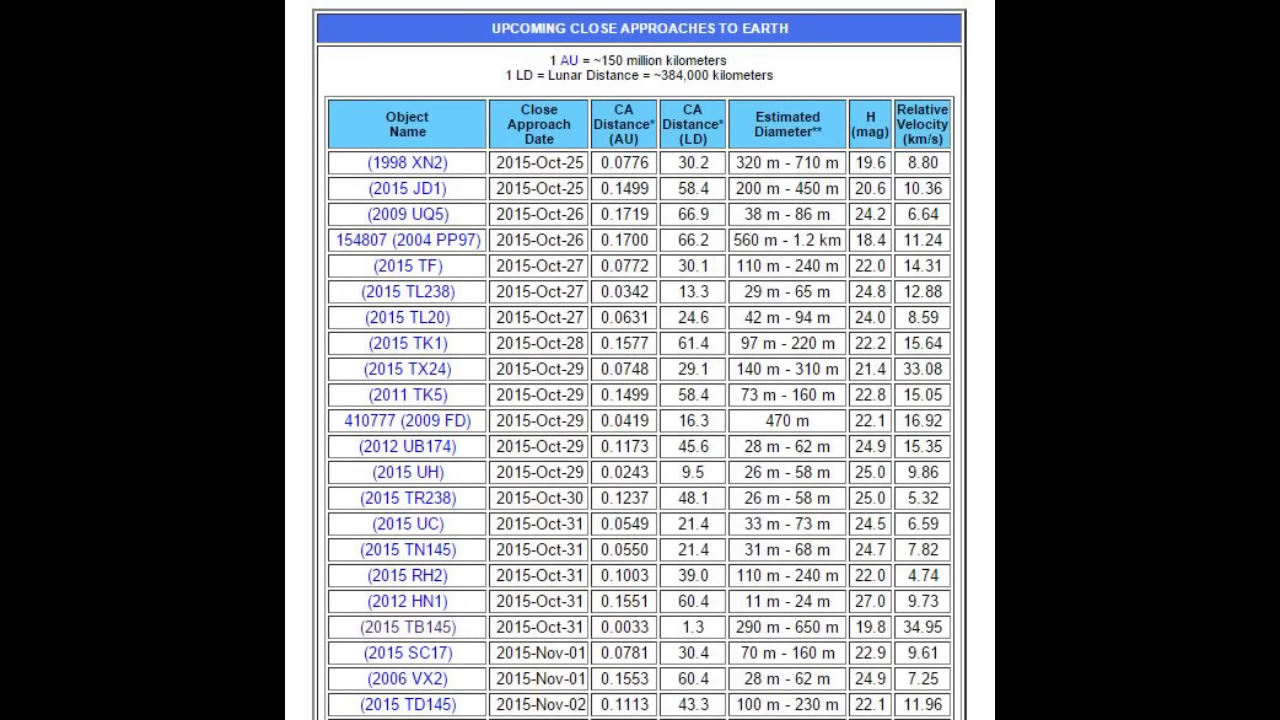 UPCOMING CLOSE APPROACHES TO EARTH
1 AU = ~150 million kilometers
1 LD = Lunar Distance = ~384,000 kilometers
Object Name Close Approach Date CA Distance* (AU) CA Distance* (LD) Estimated Diameter** H (mag) Relative Velocity (km/s)
(1998 XN2) 2015-Oct-25 0.0776 30.2 320 m - 710 m 19.6 8.80
(2015 JD1) 2015-Oct-25 0.1499 58.4 200 m - 450 m 20.6 10.36
(2009 UQ5) 2015-Oct-26 0.1719 66.9 38 m - 86 m 24.2 6.64
154807 (2004 PP97) 2015-Oct-26 0.1700 66.2 560 m - 1.2 km 18.4 11.24
(2015 TF) 2015-Oct-27 0.0772 30.1 110 m - 240 m 22.0 14.31
(2015 TL238) 2015-Oct-27 0.0342 13.3 29 m - 65 m 24.8 12.88
(2015 TL20) 2015-Oct-27 0.0631 24.6 42 m - 94 m 24.0 8.59
(2015 TK1) 2015-Oct-28 0.1577 61.4 97 m - 220 m 22.2 15.64
(2015 TX24) 2015-Oct-29 0.0748 29.1 140 m - 310 m 21.4 33.08
(2011 TK5) 2015-Oct-29 0.1499 58.4 73 m - 160 m 22.8 15.05
410777 (2009 FD) 2015-Oct-29 0.0419 16.3 470 m 22.1 16.92
(2012 UB174) 2015-Oct-29 0.1173 45.6 28 m - 62 m 24.9 15.35
(2015 UH) 2015-Oct-29 0.0243 9.5 26 m - 58 m 25.0 9.86
(2015 TR238) 2015-Oct-30 0.1237 48.1 26 m - 58 m 25.0 5.32
(2015 UC) 2015-Oct-31 0.0549 21.4 33 m - 73 m 24.5 6.59
(2015 TN145) 2015-Oct-31 0.0550 21.4 31 m - 68 m 24.7 7.82
(2015 RH2) 2015-Oct-31 0.1003 39.0 110 m - 240 m 22.0 4.74
(2012 HN1) 2015-Oct-31 0.1551 60.4 11 m - 24 m 27.0 9.73
(2015 TB145) 2015-Oct-31 0.0033 1.3 290 m - 650 m 19.8 34.95
(2015 SC17) 2015-Nov-01 0.0781 30.4 70 m - 160 m 22.9 9.61
(2006 VX2) 2015-Nov-01 0.1553 60.4 28 m - 62 m 24.9 7.25
(2015 TD145) 2015-Nov-02 0.1113 43.3 100 m - 230 m 22.1 11.96